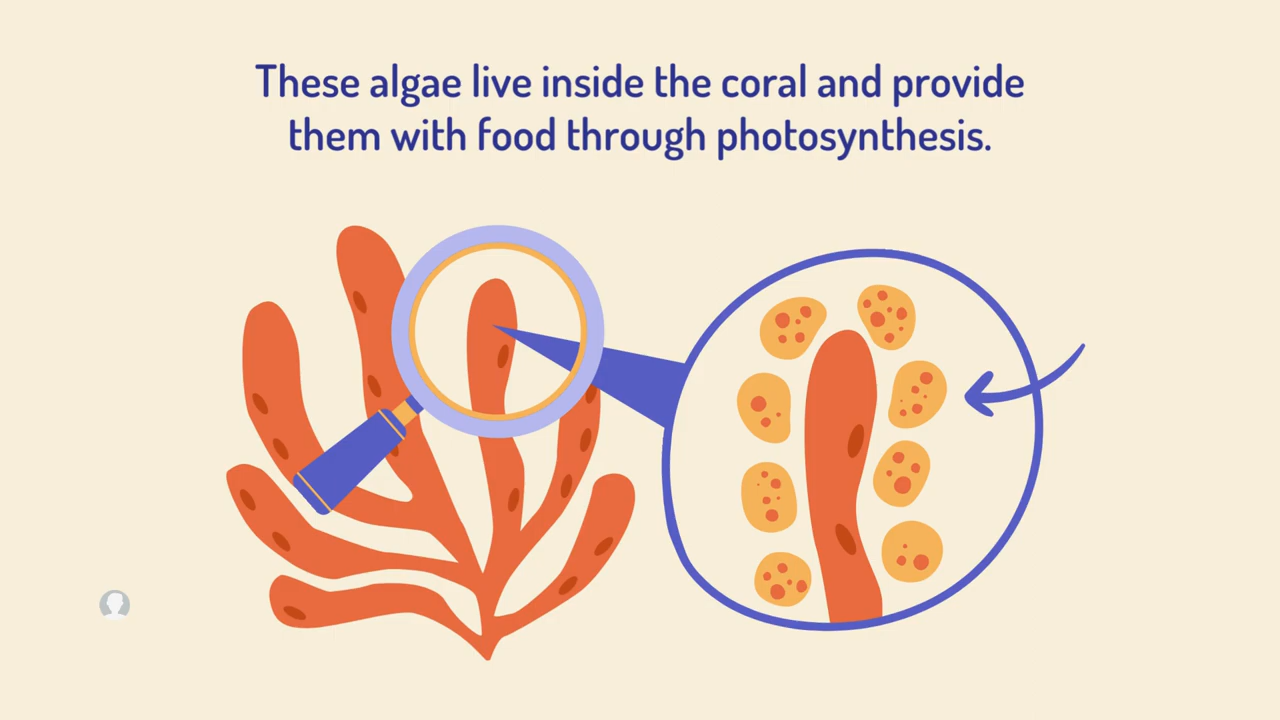 These algae live inside the coral and provide
them with food through photosynthesis.